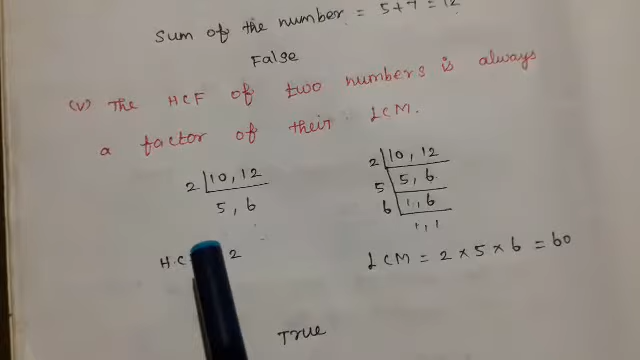 Sum of the number = 5+7 = 12
False
(v) The HCF of two numbers is always
a factor of their LCM.
2 | 10, 12
5, 6
2 | 10, 12
5 | 5, 6
6 | 1, 6
1, 1
H.C 2
LCM = 2 × 5 × 6 = 60
True